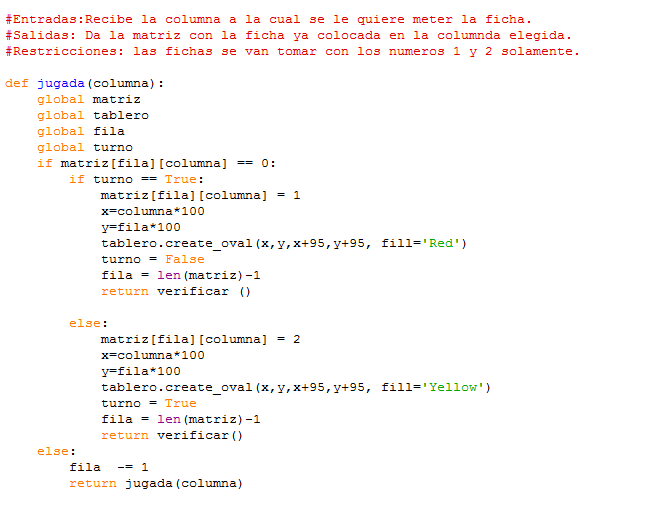 #Entradas:Recibe la columna a la cual se le quiere meter la ficha.
#Salidas: Da la matriz con la ficha ya colocada en la columnda elegida.
#Restricciones: las fichas se van tomar con los numeros 1 y 2 solamente.

def jugada(columna):
    global matriz
    global tablero
    global fila
    global turno
    if matriz[fila][columna] == 0:
        if turno == True:
            matriz[fila][columna] = 1
            x=columna*100
            y=fila*100
            tablero.create_oval(x,y,x+95,y+95, fill='Red')
            turno = False
            fila = len(matriz)-1
            return verificar ()

        else:
            matriz[fila][columna] = 2
            x=columna*100
            y=fila*100
            tablero.create_oval(x,y,x+95,y+95, fill='Yellow')
            turno = True
            fila = len(matriz)-1
            return verificar()
    else:
        fila  -= 1
        return jugada(columna)